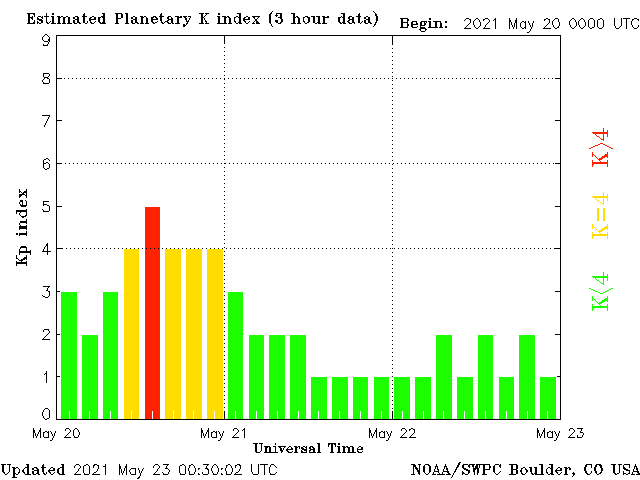 Estimated Planetary K index (3 hour data) Begin: 2021 May 20 0000 UTC
9
8
7
6
5
4
3
2
1
0
Kp index
K>4
K=4
K<4
May 20 May 21 May 22 May 23
Universal Time
Updated 2021 May 23 00:30:02 UTC NOAA/SWPC Boulder, CO USA